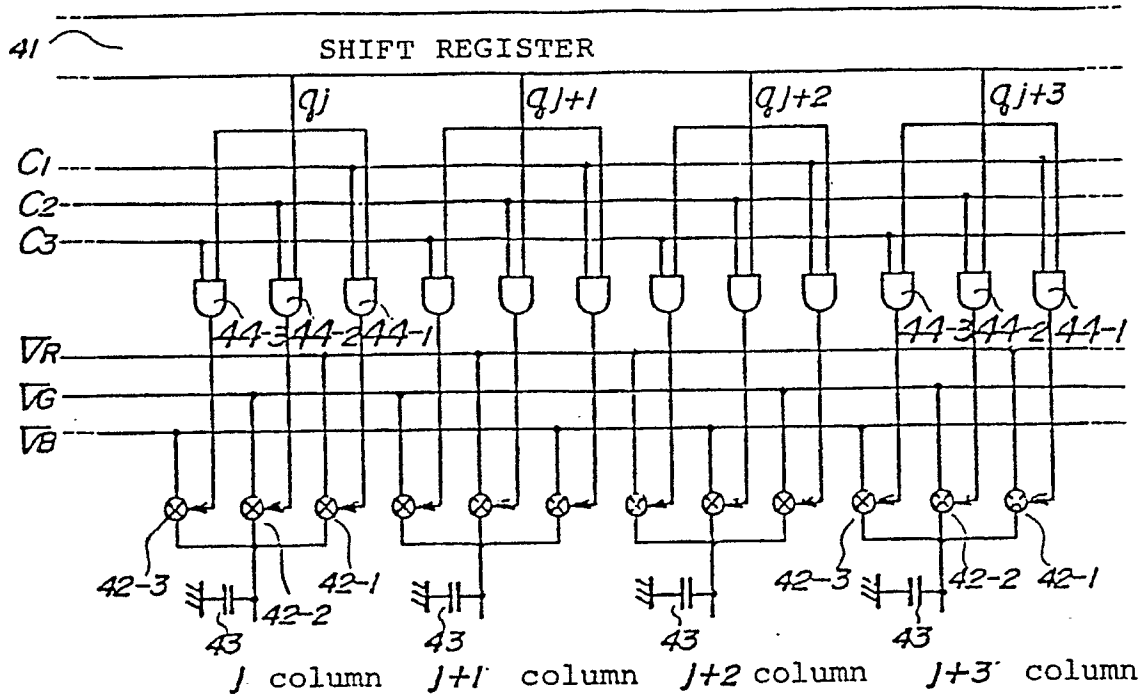 41 SHIFT REGISTER
qj qj+1 qj+2 qj+3
C1
C2
C3
44-3 44-2 44-1 44-3 44-2 44-1
VR
VG
VB
42-3 42-2 42-1 42-3 42-2 42-1
43 43 43 43
j column j+1 column j+2 column j+3 column